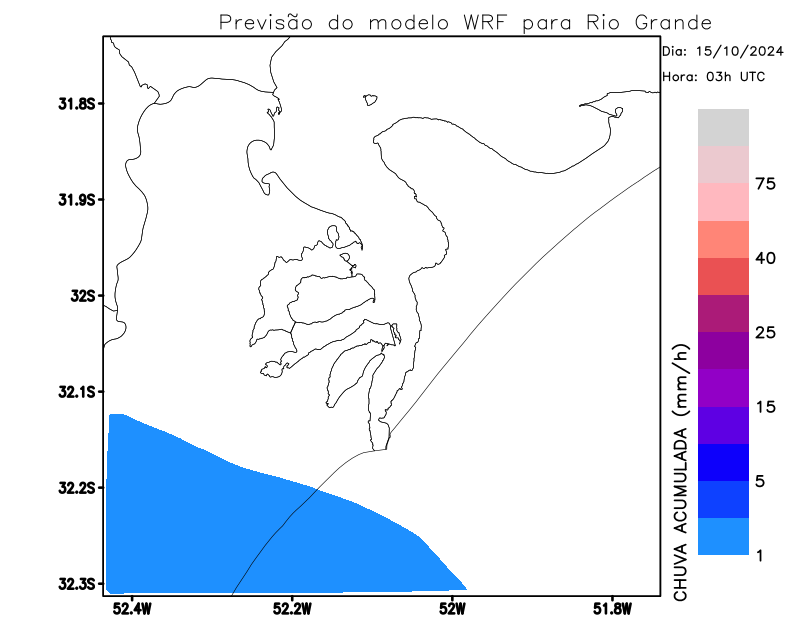 Previsão do modelo WRF para Rio Grande
Dia: 15/10/2024
Hora: 03h UTC
31.8S
31.9S
32S
32.1S
32.2S
32.3S
52.4W
52.2W
52W
51.8W
75
40
25
15
5
1
CHUVA ACUMULADA (mm/h)